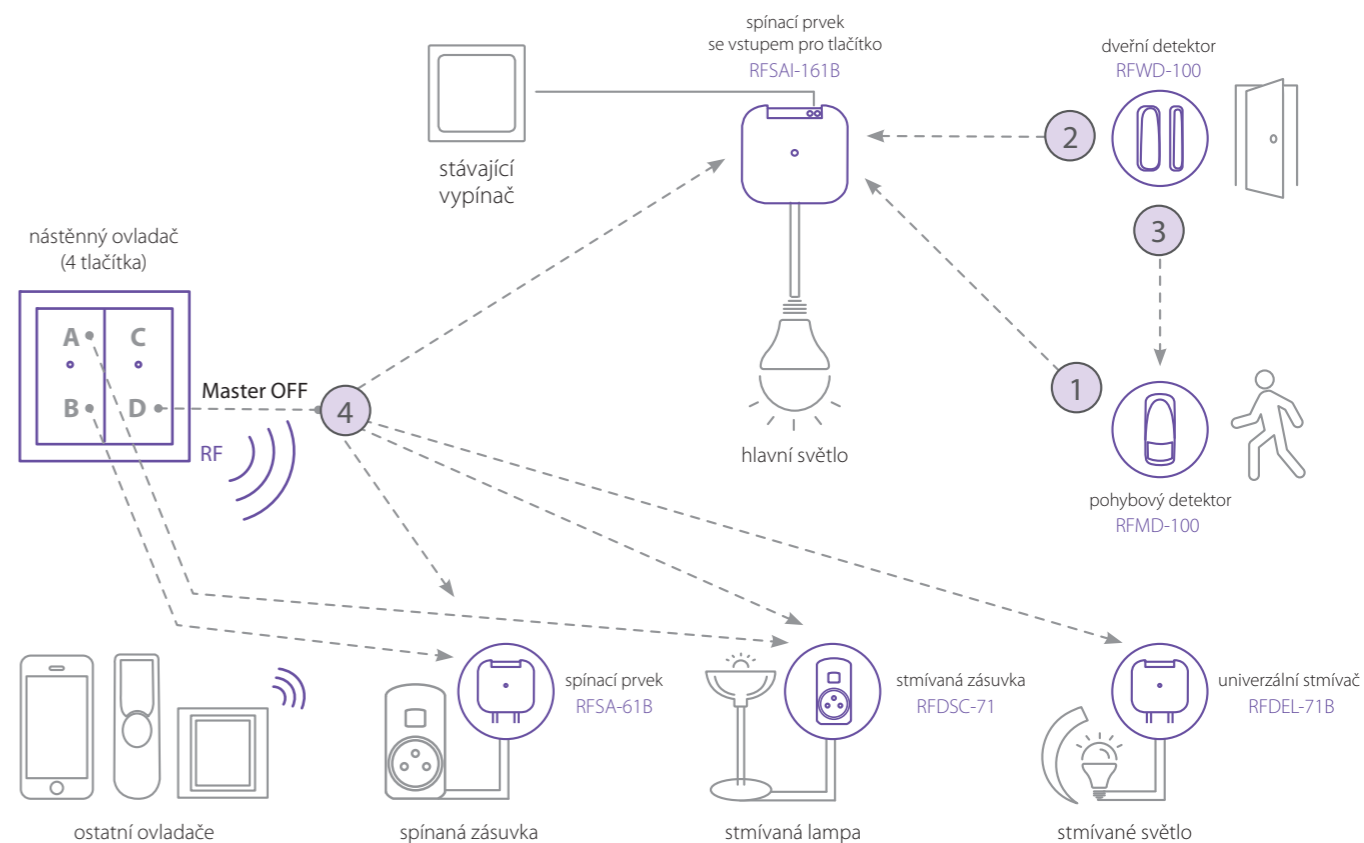 spínací prvek
se vstupem pro tlačítko
RFSAI-161B
dveřní detektor
RFWD-100
2
stávající
vypínač
3
nástěnný ovladač
(4 tlačítka)
A
C
B
D
Master OFF
RF
4
1
hlavní světlo
pohybový detektor
RFMD-100
spínací prvek
RFSA-61B
stmívaná zásuvka
RFDSC-71
univerzální stmívač
RFDEL-71B
ostatní ovladače
spínaná zásuvka
stmívaná lampa
stmívané světlo